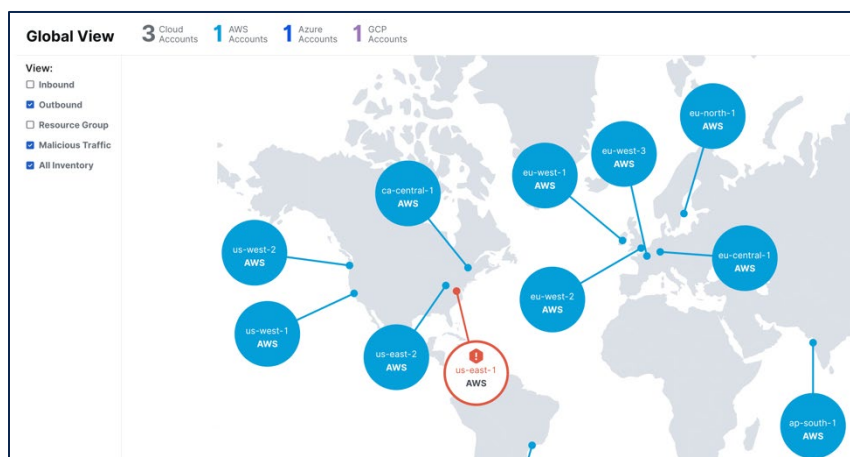 Global View
3 Cloud Accounts
1 AWS Accounts
1 Azure Accounts
1 GCP Accounts
View:
Inbound
Outbound
Resource Group
Malicious Traffic
All Inventory
eu-north-1
AWS
eu-west-3
AWS
eu-west-1
AWS
ca-central-1
AWS
us-west-2
AWS
eu-central-1
AWS
eu-west-2
AWS
us-west-1
AWS
us-east-2
AWS
us-east-1
AWS
ap-south-1
AWS